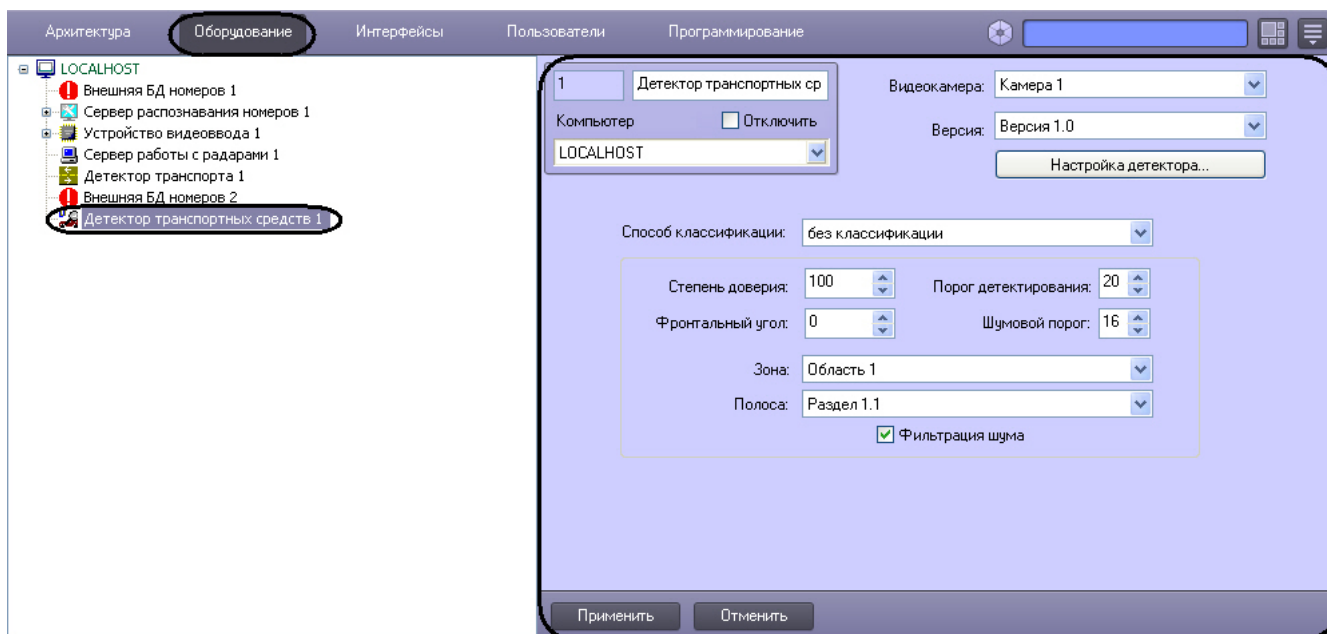 Архитектура Оборудование Интерфейсы Пользователи Программирование
LOCALHOST
Внешняя БД номеров 1
Сервер распознавания номеров 1
Устройство видеоввода 1
Сервер работы с радарами 1
Детектор транспорта 1
Внешняя БД номеров 2
Детектор транспортных средств 1
1 Детектор транспортных ср
Компьютер Отключить
LOCALHOST
Видеокамера: Камера 1
Версия: Версия 1.0
Настройка детектора...
Способ классификации: без классификации
Степень доверия: 100 Порог детектирования: 20
Фронтальный угол: 0 Шумовой порог: 16
Зона: Область 1
Полоса: Раздел 1.1
Фильтрация шума
Применить Отменить